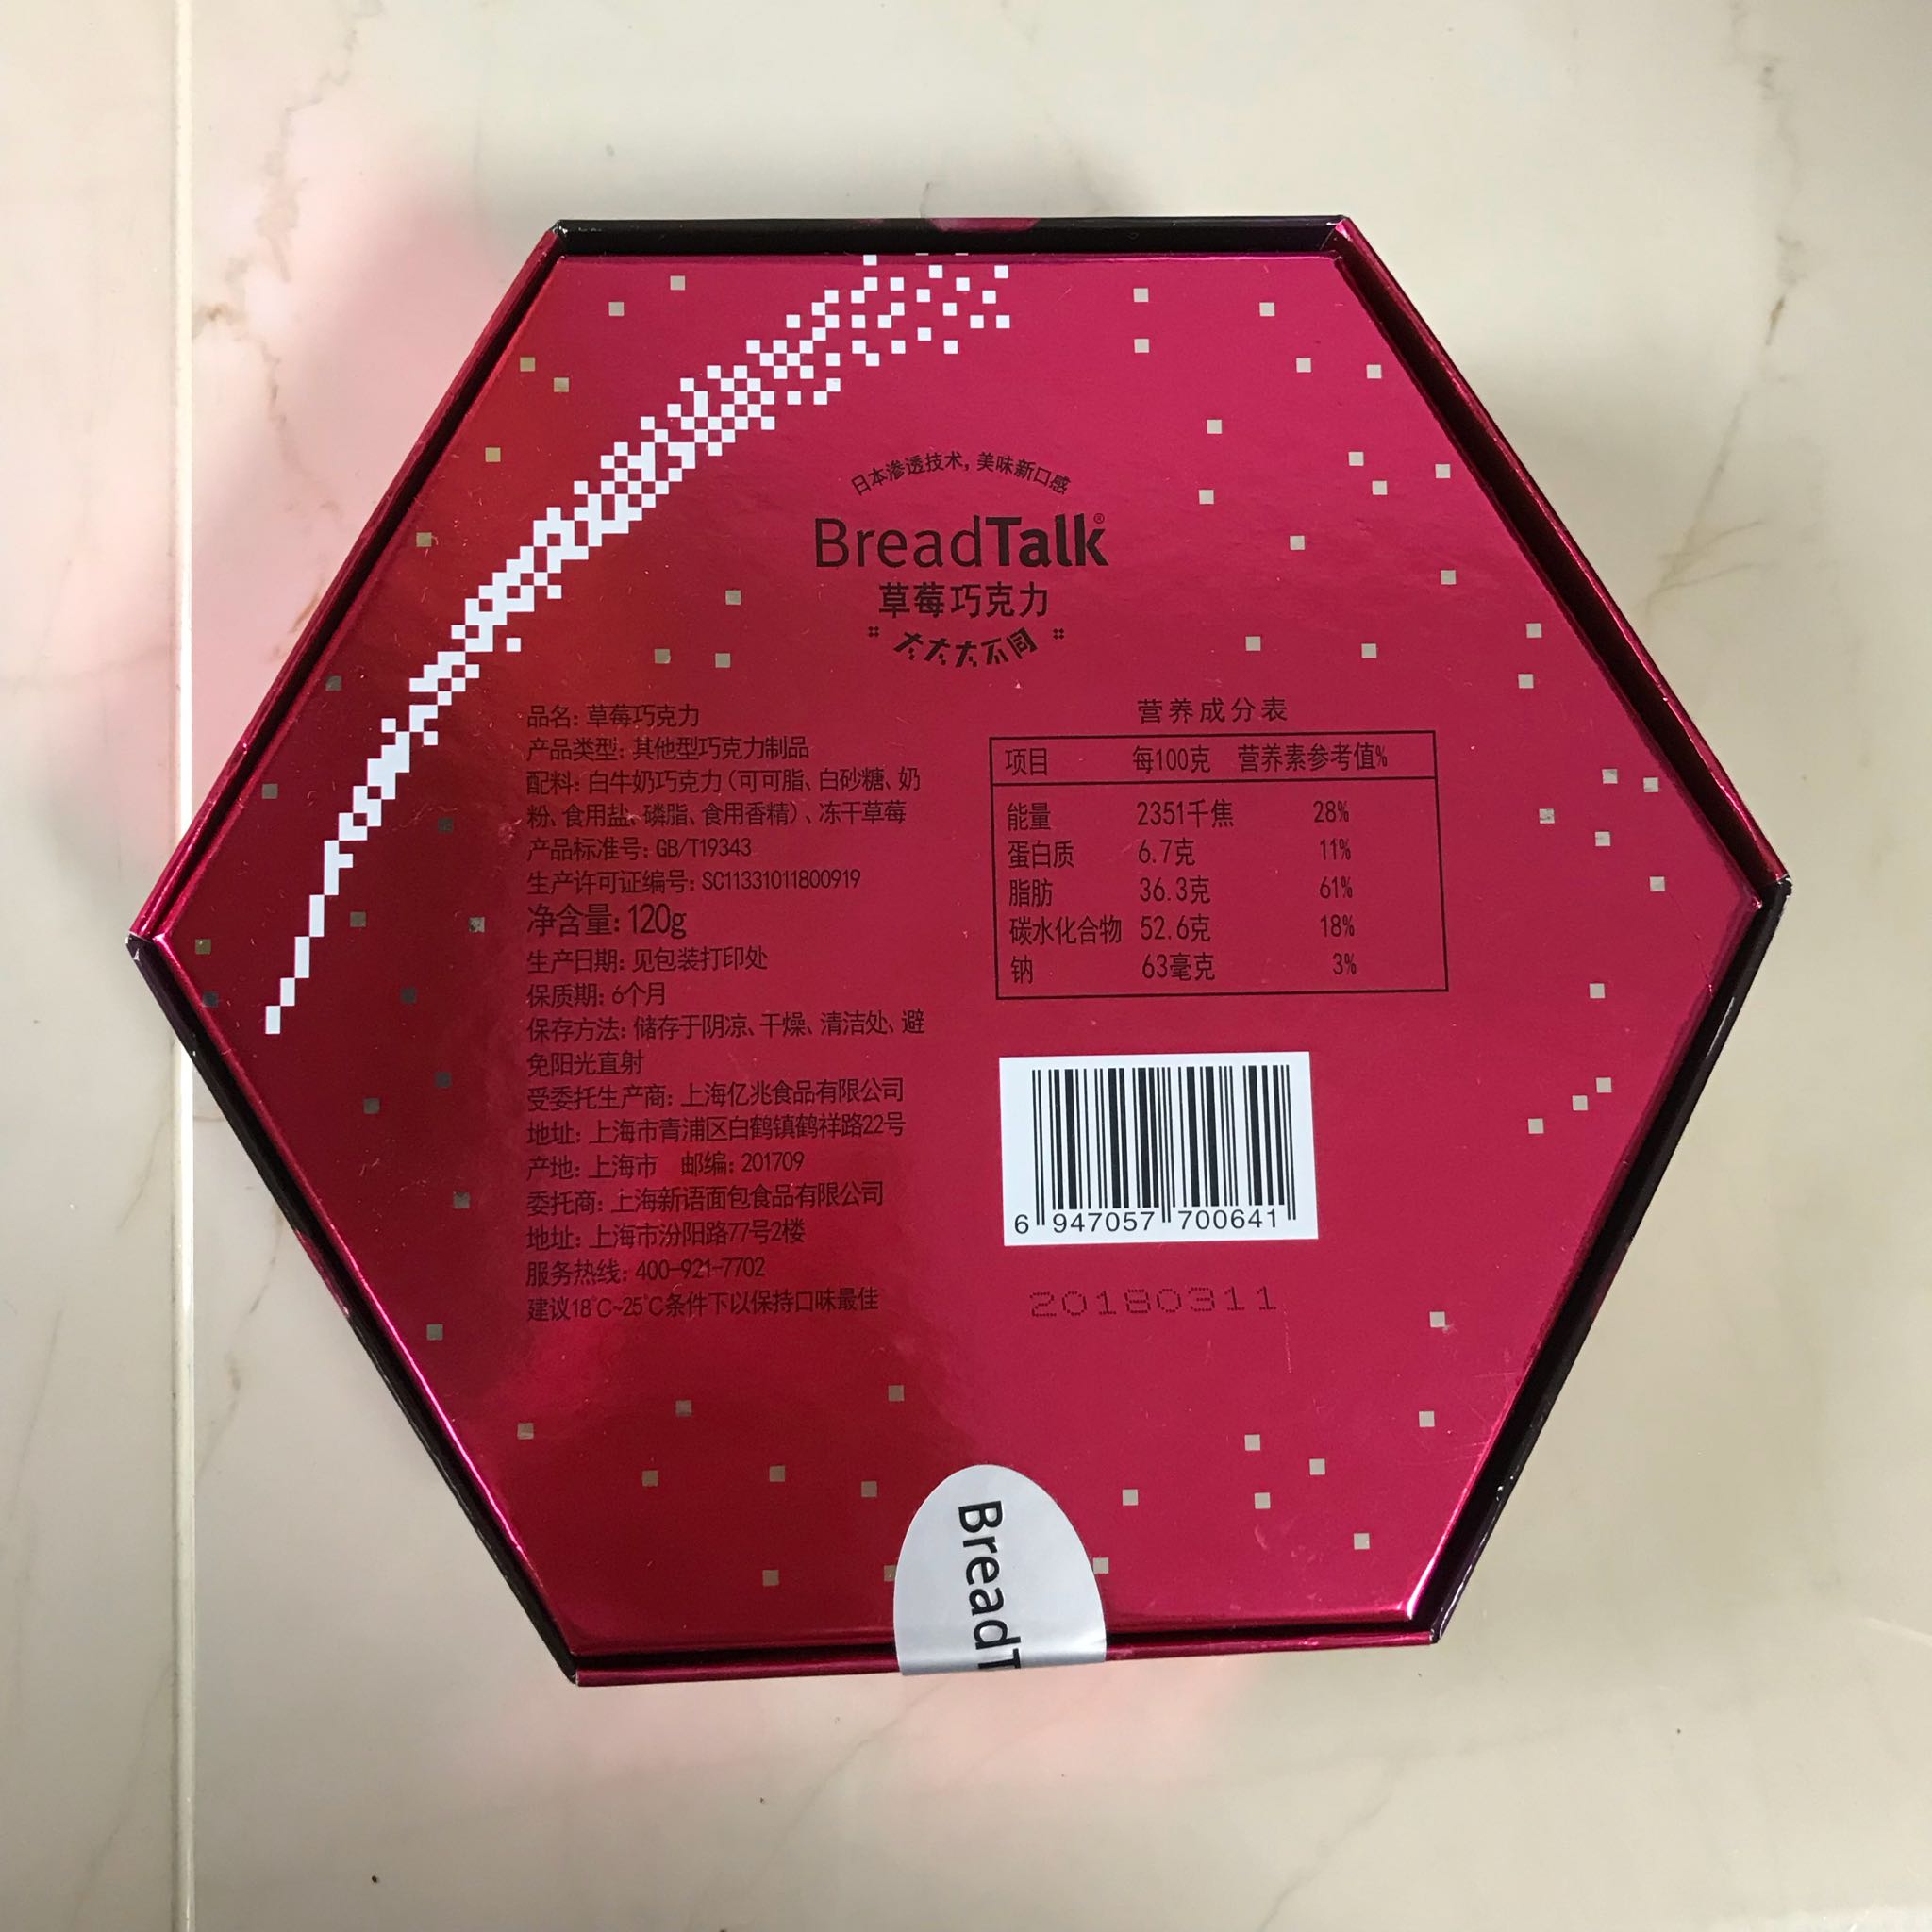 日本渗透技术,美味新口感
BreadTalk®
草莓巧克力
"大大大不同"
品名:草莓巧克力
产品类型:其他型巧克力制品
配料:白牛奶巧克力(可可脂、白砂糖、奶
粉、食用盐、磷脂、食用香精)、冻干草莓
产品标准号:GB/T19343
生产许可证编号:SC11331011800919
净含量:120g
生产日期:见包装打印处
保质期:6个月
保存方法:储存于阴凉、干燥、清洁处、避
免阳光直射
受委托生产商:上海亿兆食品有限公司
地址:上海市青浦区白鹤镇鹤祥路22号
产地:上海市 邮编:201709
委托商:上海新语面包食品有限公司
地址:上海市汾阳路77号2楼
服务热线:400-921-7702
建议18℃~25℃条件下以保持口味最佳
营养成分表
项目 每100克 营养素参考值%
能量 2351千焦 28%
蛋白质 6.7克 11%
脂肪 36.3克 61%
碳水化合物 52.6克 18%
钠 63毫克 3%
6 947057 700641
20180311
BreadT